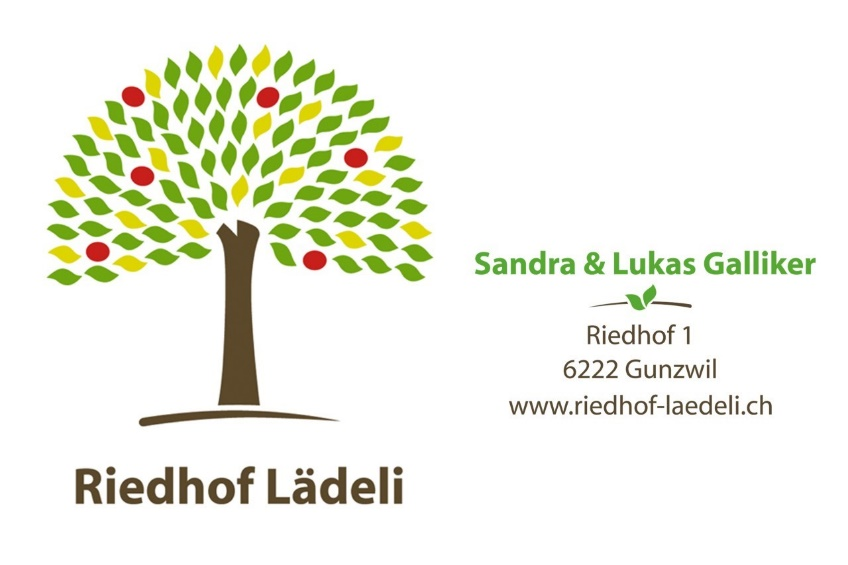 Riedhof Lädeli
Sandra & Lukas Galliker
Riedhof 1
6222 Gunzwil
www.riedhof-laedeli.ch